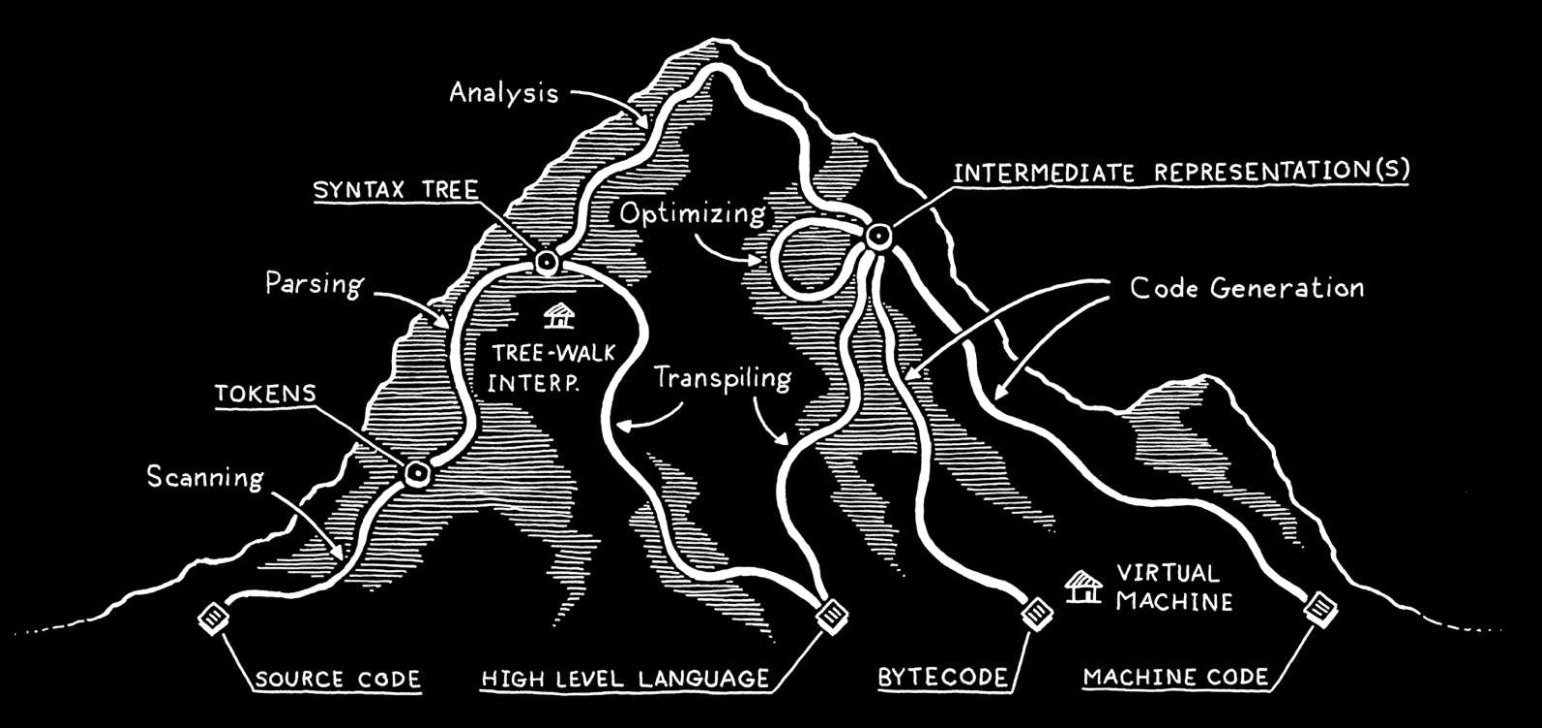 Analysis
INTERMEDIATE REPRESENTATION(S)
SYNTAX TREE
Optimizing
Parsing
Code Generation
TREE-WALK
INTERP.
Transpiling
TOKENS
Scanning
VIRTUAL
MACHINE
SOURCE CODE
HIGH LEVEL LANGUAGE
BYTECODE
MACHINE CODE